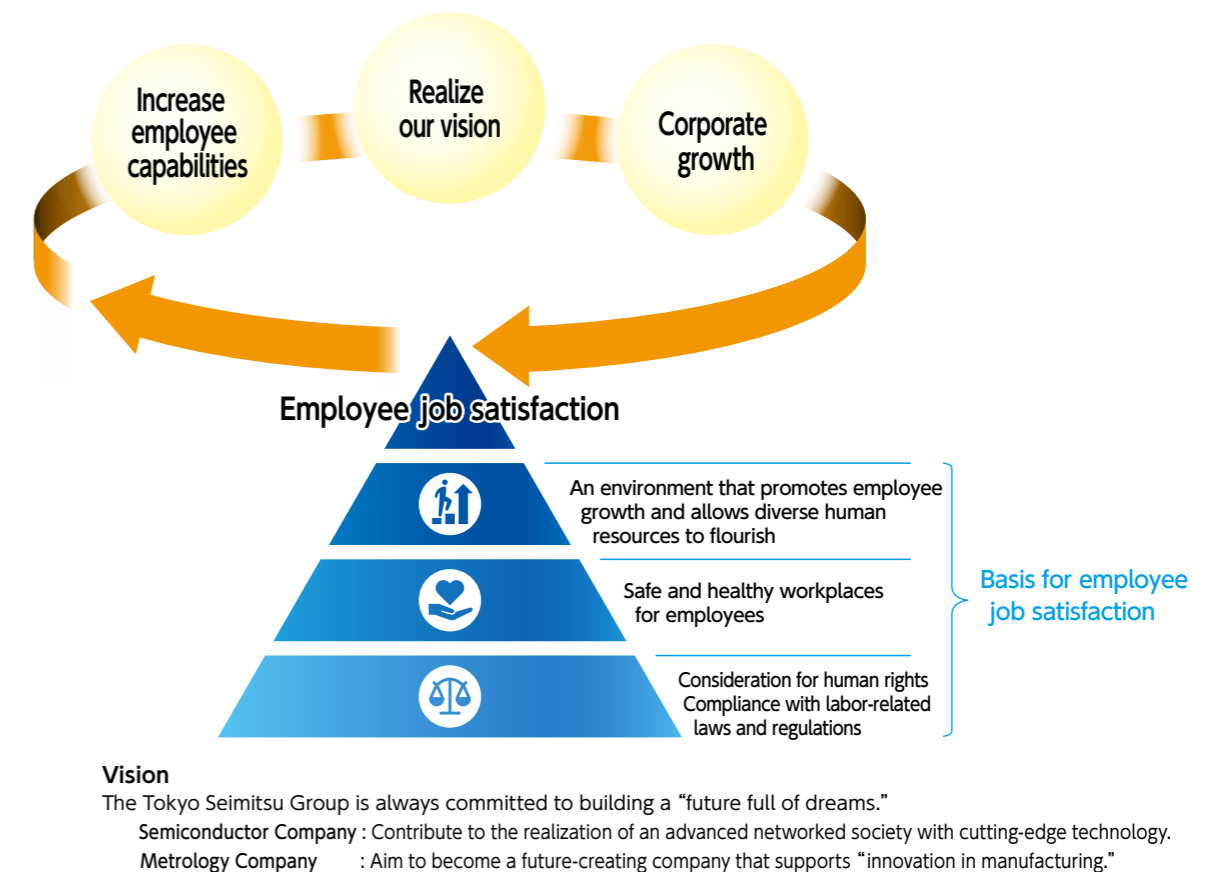 Increase
employee
capabilities
Realize
our vision
Corporate
growth
Employee job satisfaction
An environment that promotes employee
growth and allows diverse human
resources to flourish
Safe and healthy workplaces
for employees
Consideration for human rights
Compliance with labor-related
laws and regulations
Basis for employee
job satisfaction
Vision
The Tokyo Seimitsu Group is always committed to building a “future full of dreams.”
Semiconductor Company : Contribute to the realization of an advanced networked society with cutting-edge technology.
Metrology Company : Aim to become a future-creating company that supports “innovation in manufacturing.”